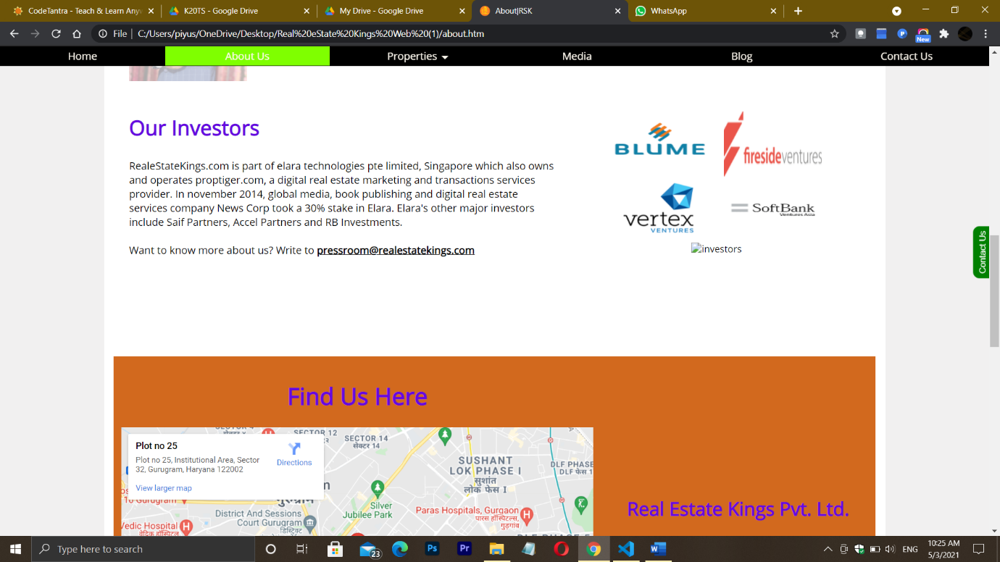 CodeTantra - Teach & Learn Any
K20TS - Google Drive
My Drive - Google Drive
About|RSK
WhatsApp
File | C:/Users/piyus/OneDrive/Desktop/Real%20eState%20Kings%20Web%20(1)/about.htm
New
Home
About Us
Properties
Media
Blog
Contact Us
Our Investors
RealeStateKings.com is part of elara technologies pte limited, Singapore which also owns
and operates proptiger.com, a digital real estate marketing and transactions services
provider. In november 2014, global media, book publishing and digital real estate
services company News Corp took a 30% stake in Elara. Elara's other major investors
include Saif Partners, Accel Partners and RB Investments.
Want to know more about us? Write to pressroom@realestatekings.com
BLUME
firesideventures
vertex
VENTURES
SoftBank
Ventures Asia
investors
Contact Us
Find Us Here
Plot no 25
Plot no 25, Institutional Area, Sector
32, Gurugram, Haryana 122002
Directions
View larger map
SECTOR 12
SECTOR 14
सेक्टर 14
SUSHANT
LOK PHASE I
सुशांत
लोक फेस I
DLF PHASE
DLF फेस 1
Silver
Jubilee Park
District And Sessions
Court Gurugram
डिस्ट्रिक्ट
Paras Hospitals, Gurgaon
पारस हॉस्पिटल्स,
गुड़गांव
Vedic Hospital
वेदिक हॉस्पिटल
10 Gurugram
गुरुग्राम
Real Estate Kings Pvt. Ltd.
Type here to search
23
Ps
Pr
ENG
10:25 AM
5/3/2021